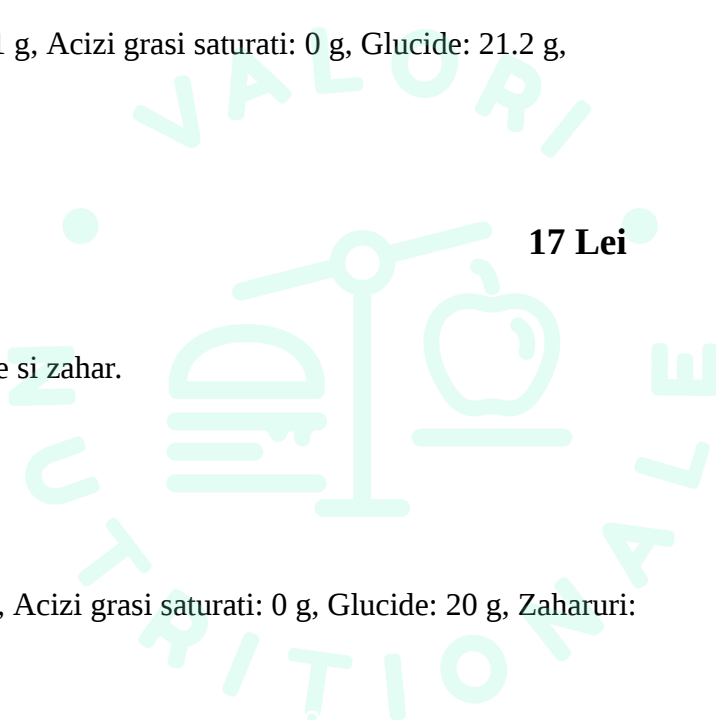 g, Acizi grasi saturati: 0 g, Glucide: 21.2 g,
VALORI
17 Lei
si zahar.
, Acizi grasi saturati: 0 g, Glucide: 20 g, Zaharuri:
NUTRITIONALE